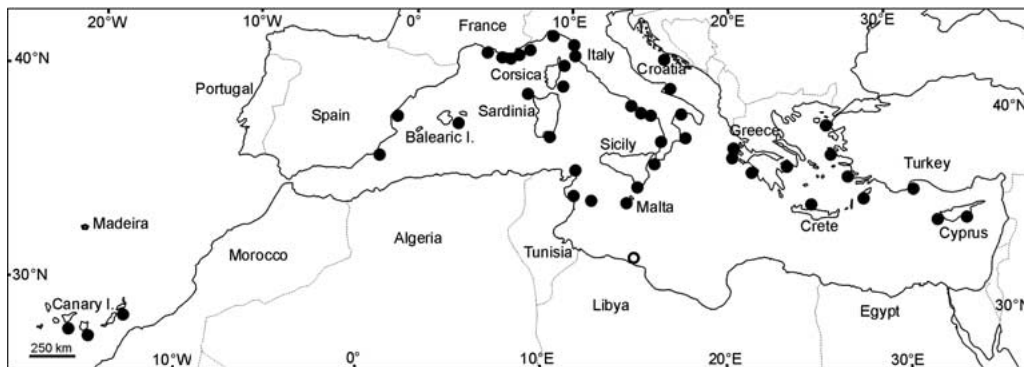 20°W 10°W 0° 10°E 20°E 30°E
France
40°N Italy
Croatia
Corsica
Portugal
40°N
Spain Sardinia
Balearic I. Greece
Sicily
Turkey
Madeira Malta
Crete Cyprus
Algeria
Morocco Tunisia
30°N
Canary I. Libya Egypt 30°N
250 km
10°W 0° 10°E 20°E 30°E